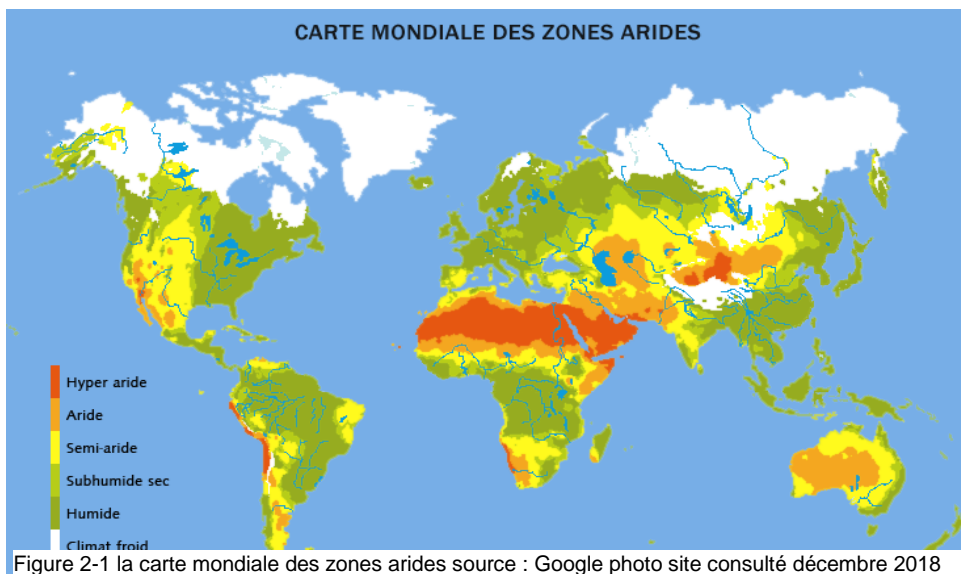 CARTE MONDIALE DES ZONES ARIDES
Hyper aride
Aride
Semi-aride
Subhumide sec
Humide
Climat froid
Figure 2-1 la carte mondiale des zones arides source : Google photo site consulté décembre 2018